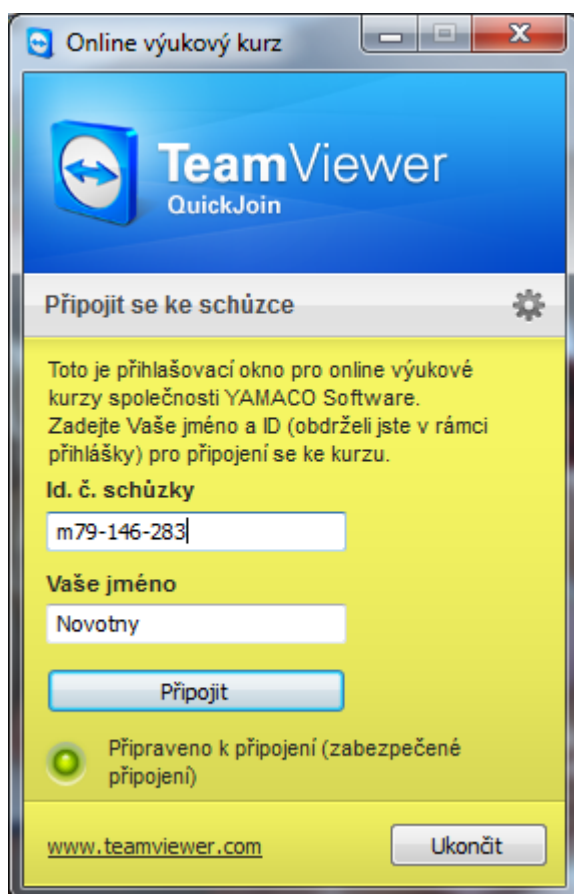 Online výukový kurz
TeamViewer
QuickJoin
Připojit se ke schůzce
Toto je přihlašovací okno pro online výukové
kurzy společnosti YAMACO Software.
Zadejte Vaše jméno a ID (obdrželi jste v rámci
přihlášky) pro připojení se ke kurzu.
Id. č. schůzky
m79-146-283
Vaše jméno
Novotny
Připojit
Připraveno k připojení (zabezpečené
připojení)
www.teamviewer.com
Ukončit